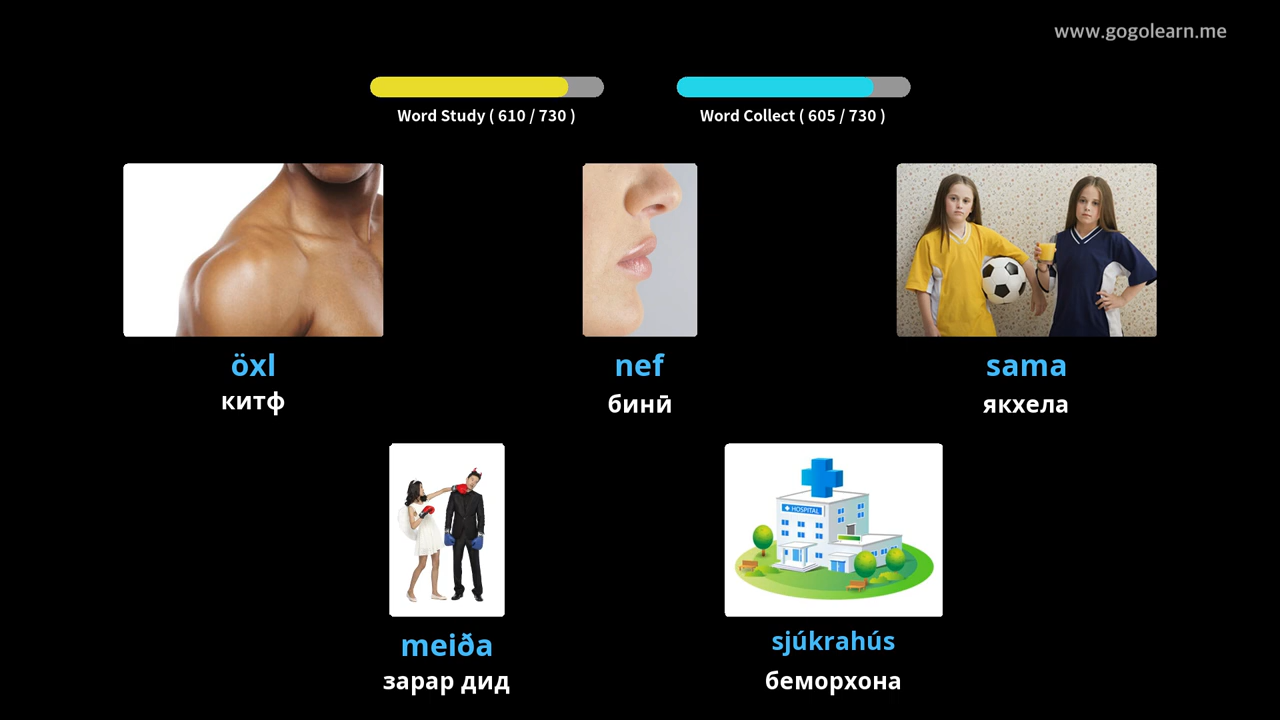 www.gogolearn.me
Word Study ( 610 / 730 )
Word Collect ( 605 / 730 )
öxl
китф
nef
бинӣ
sama
якхела
meiða
зарар дид
HOSPITAL
sjúkrahús
беморхона